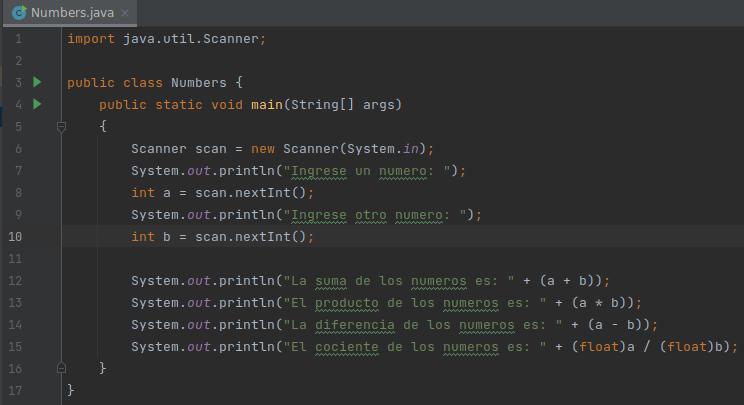 Numbers.java
1 import java.util.Scanner;
2
3 public class Numbers {
4     public static void main(String[] args)
5     {
6         Scanner scan = new Scanner(System.in);
7         System.out.println("Ingrese un numero: ");
8         int a = scan.nextInt();
9         System.out.println("Ingrese otro numero: ");
10         int b = scan.nextInt();
11
12         System.out.println("La suma de los numeros es: " + (a + b));
13         System.out.println("El producto de los numeros es: " + (a * b));
14         System.out.println("La diferencia de los numeros es: " + (a - b));
15         System.out.println("El cociente de los numeros es: " + (float)a / (float)b);
16     }
17 }